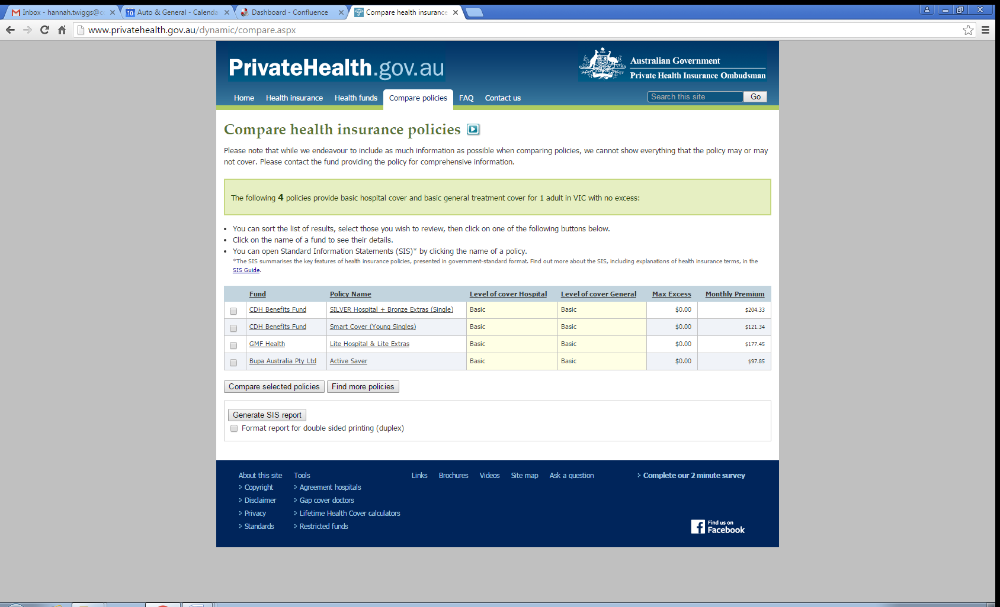 Inbox - hannah.twiggs@c
Auto & General - Calenda
Dashboard - Confluence
Compare health insurance
www.privatehealth.gov.au/dynamic/compare.aspx
PrivateHealth.gov.au
Australian Government
Private Health Insurance Ombudsman
Home Health insurance Health funds Compare policies FAQ Contact us Search this site Go
Compare health insurance policies
Please note that while we endeavour to include as much information as possible when comparing policies, we cannot show everything that the policy may or may
not cover. Please contact the fund providing the policy for comprehensive information.
The following 4 policies provide basic hospital cover and basic general treatment cover for 1 adult in VIC with no excess:
• You can sort the list of results, select those you wish to review, then click on one of the following buttons below.
• Click on the name of a fund to see their details.
• You can open Standard Information Statements (SIS)* by clicking the name of a policy.
*The SIS summarises the key features of health insurance policies, presented in government-standard format. Find out more about the SIS, including explanations of health insurance terms, in the
SIS Guide.
Fund Policy Name Level of cover Hospital Level of cover General Max Excess Monthly Premium
CDH Benefits Fund SILVER Hospital + Bronze Extras (Single) Basic Basic $0.00 $204.33
CDH Benefits Fund Smart Cover (Young Singles) Basic Basic $0.00 $121.34
GMF Health Lite Hospital & Lite Extras Basic Basic $0.00 $177.45
Bupa Australia Pty Ltd Active Saver Basic Basic $0.00 $97.85
Compare selected policies Find more policies
Generate SIS report
Format report for double sided printing (duplex)
About this site Tools Links Brochures Videos Site map Ask a question Complete our 2 minute survey
Copyright Agreement hospitals
Disclaimer Gap cover doctors
Privacy Lifetime Health Cover calculators
Standards Restricted funds
Find us on
Facebook